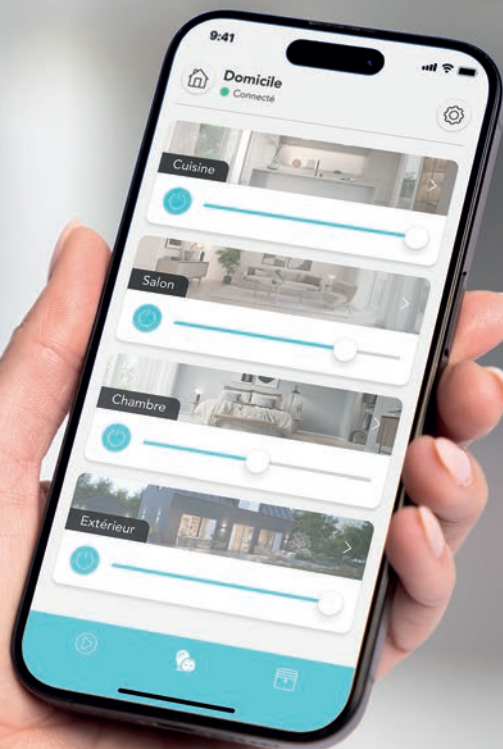 9:41
Domicile
Connecté
Cuisine
Salon
Chambre
Extérieur